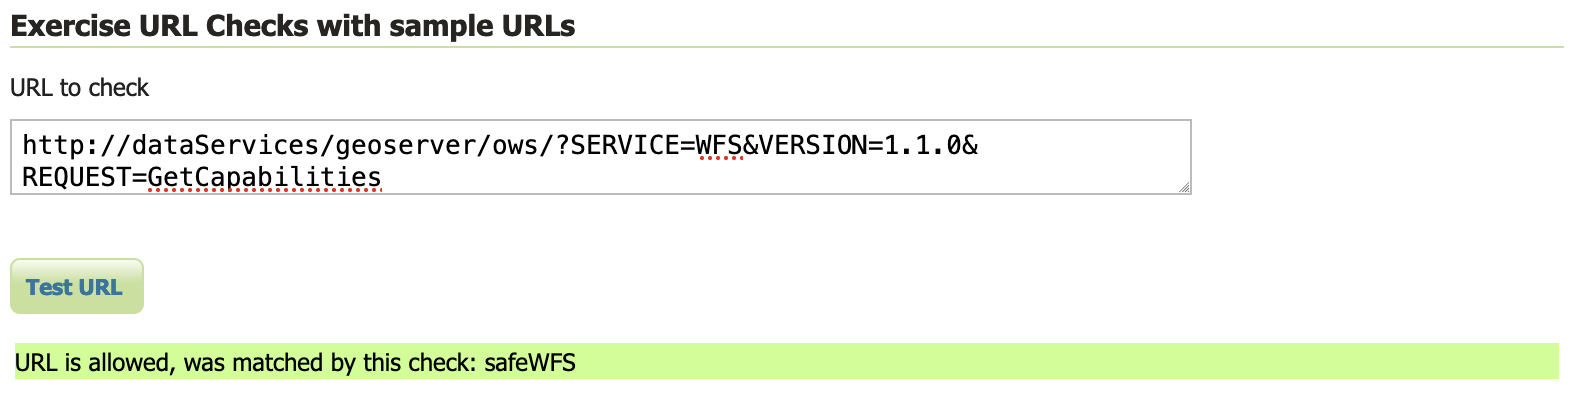 Exercise URL Checks with sample URLs
URL to check
http://dataServices/geoserver/ows/?SERVICE=WFS&VERSION=1.1.0&
REQUEST=GetCapabilities
Test URL
URL is allowed, was matched by this check: safeWFS